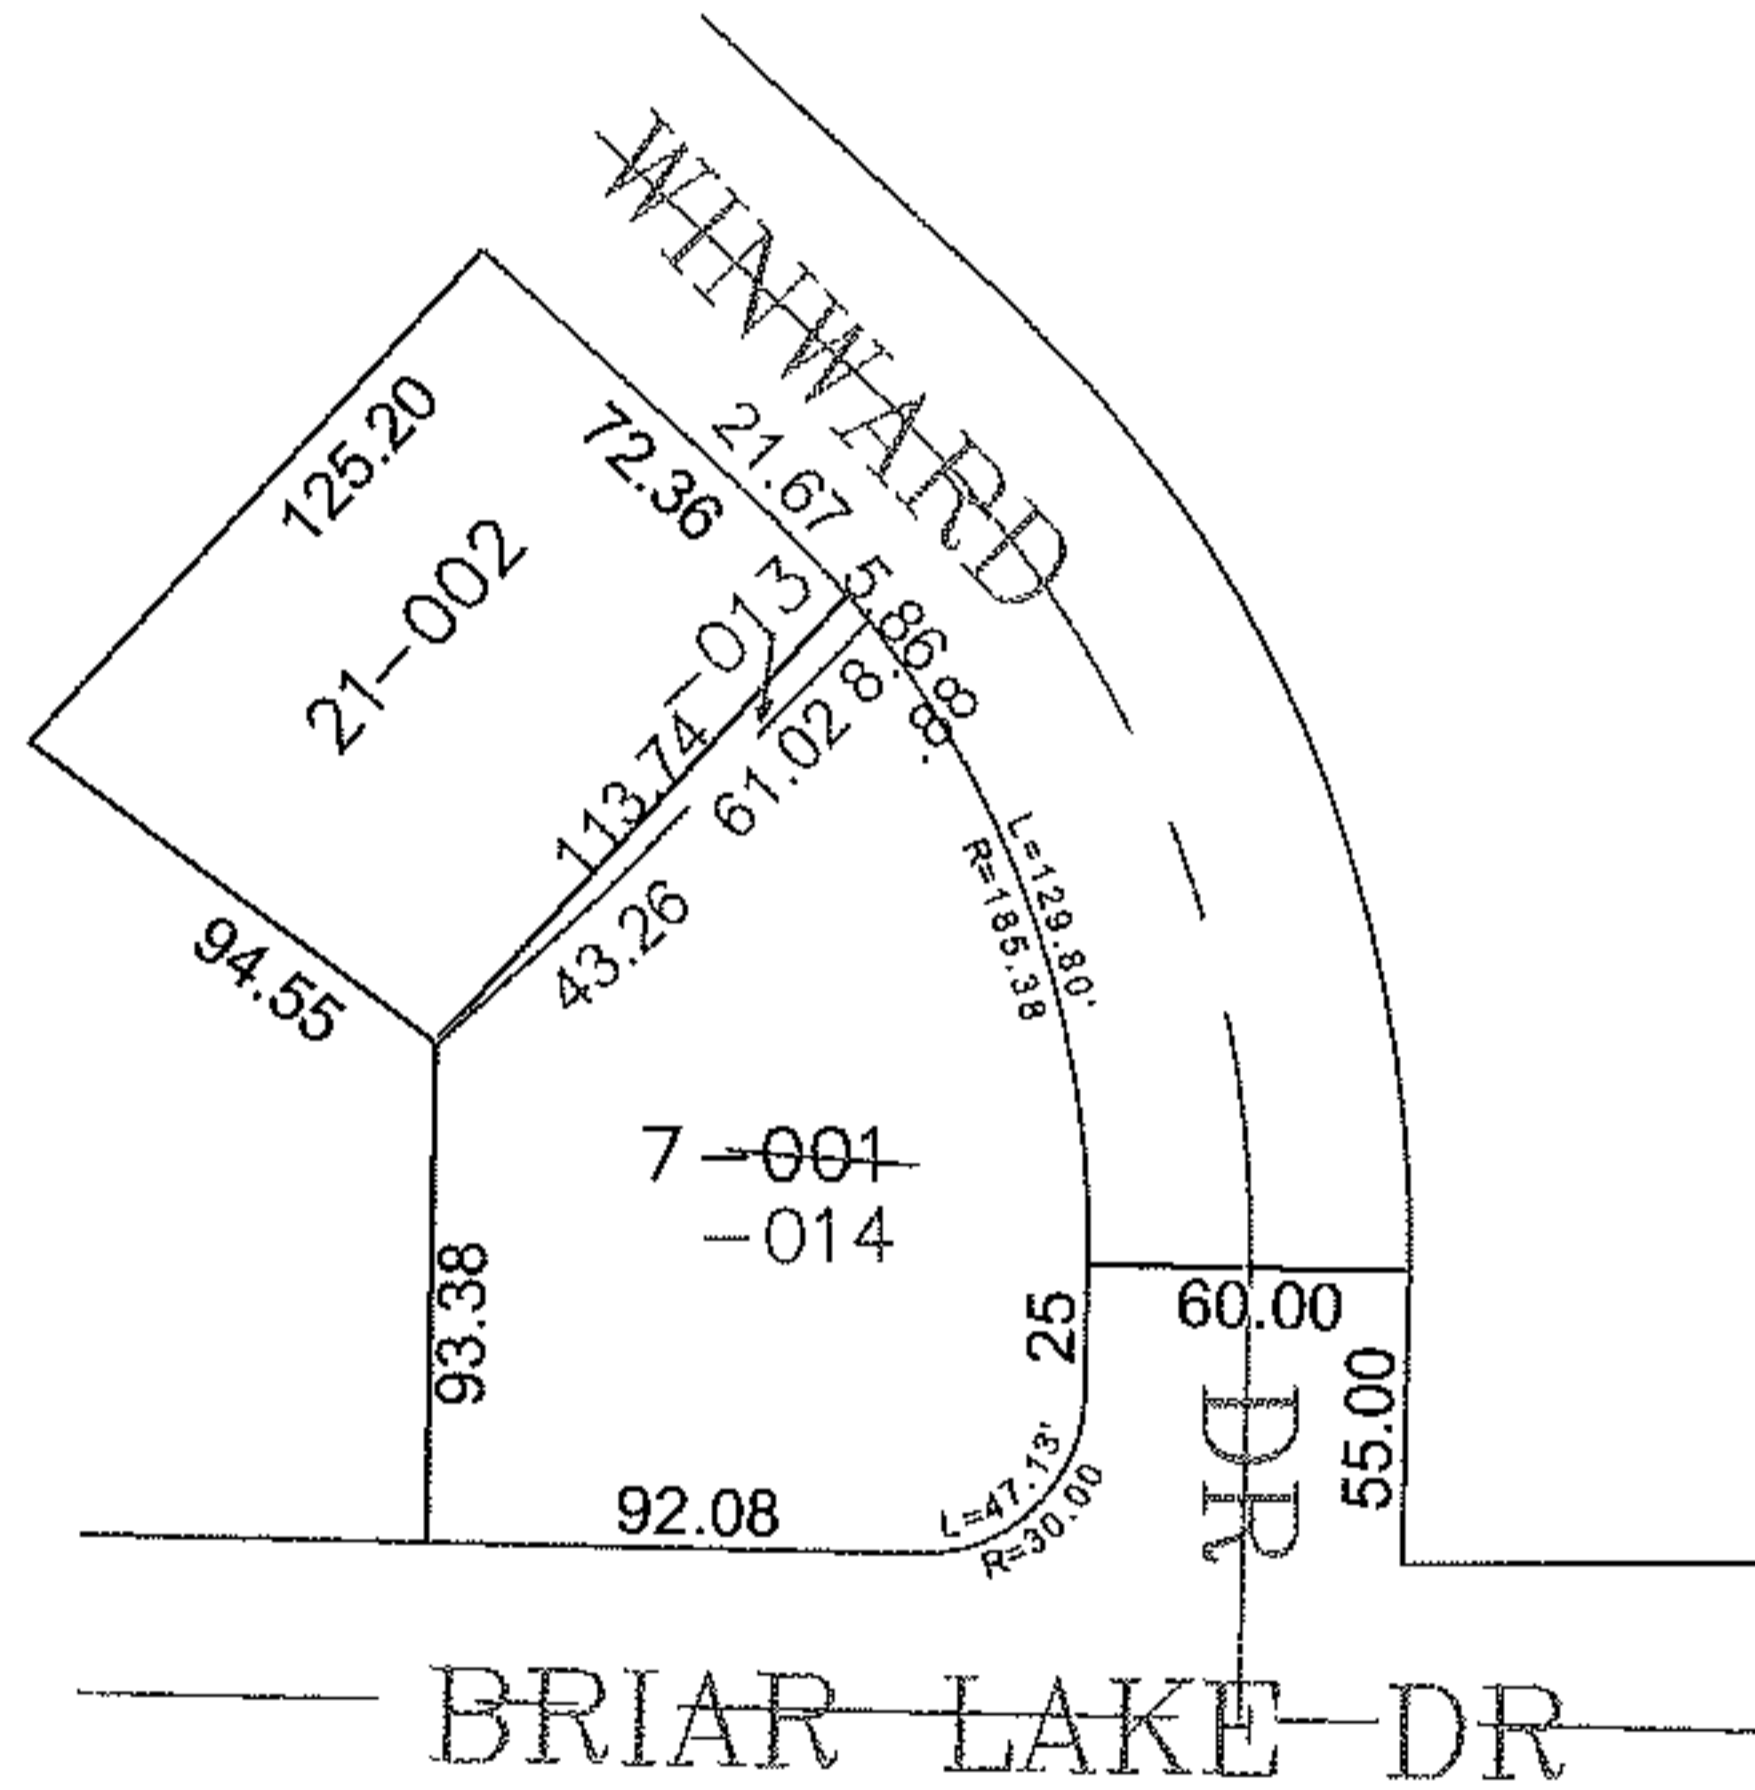 WINWARD
125.20
72.36
21.67
21-002
-013
5.86
8.68
8.
113.74
61.02
43.26
94.55
L=129.80'
R=185.38
7-001
-014
93.38
25
60.00
55.00
DR
92.08
L=47.13'
R=30.00
BRIAR LAKE DR